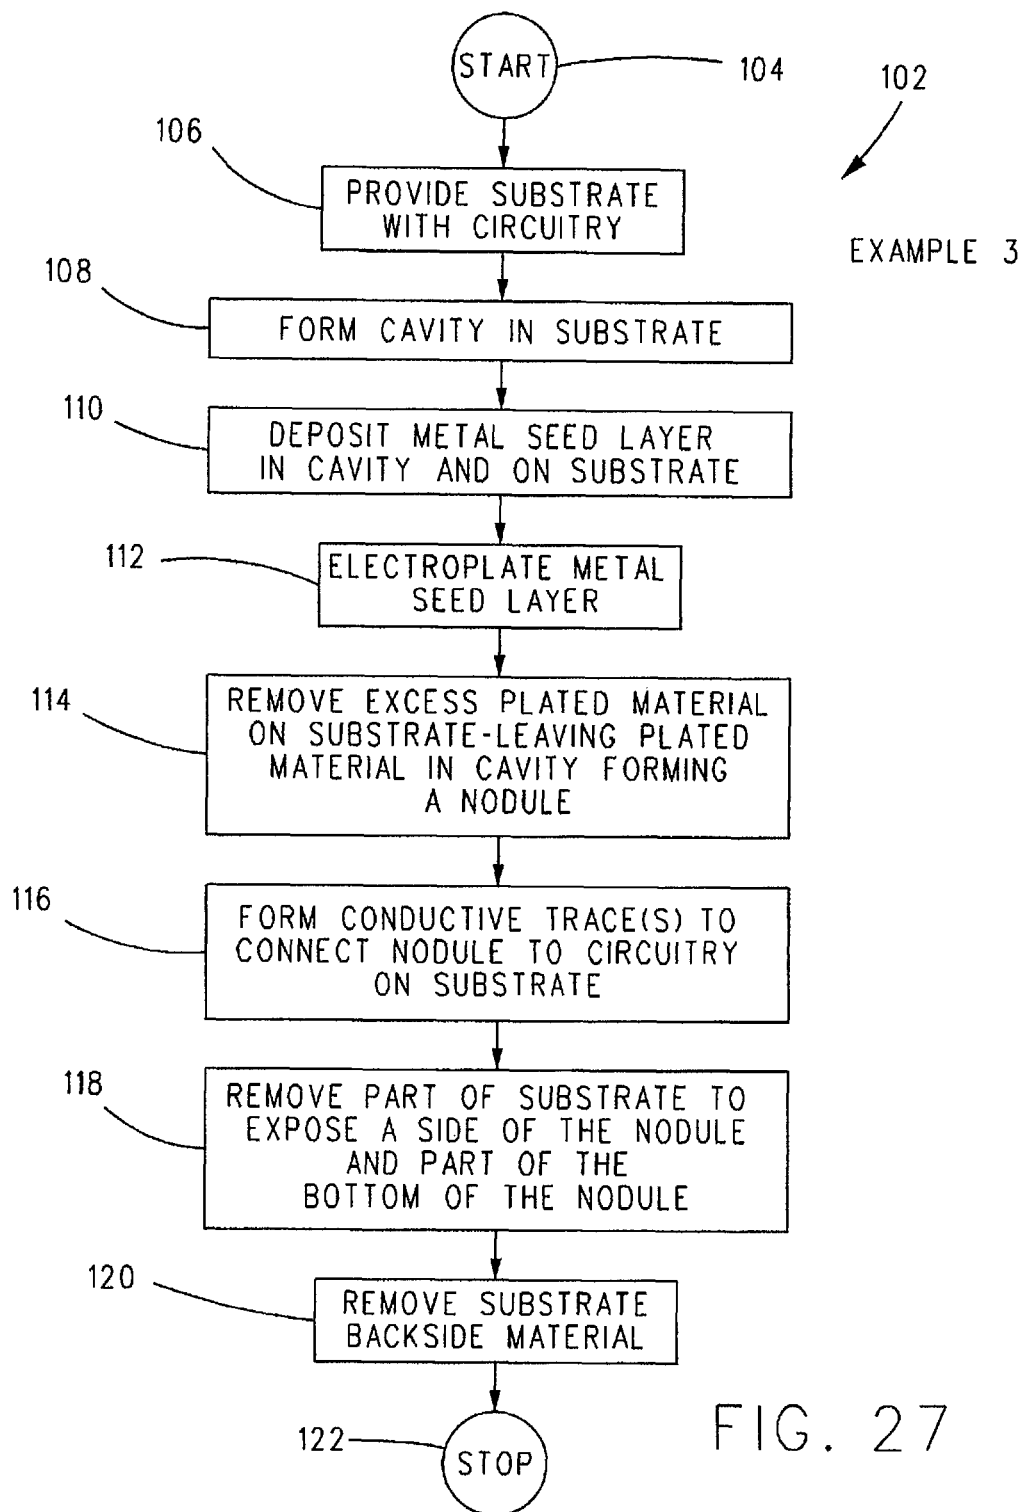 START
104
102
106
PROVIDE SUBSTRATE
WITH CIRCUITRY
EXAMPLE 3
108
FORM CAVITY IN SUBSTRATE
110
DEPOSIT METAL SEED LAYER
IN CAVITY AND ON SUBSTRATE
112
ELECTROPLATE METAL
SEED LAYER
114
REMOVE EXCESS PLATED MATERIAL
ON SUBSTRATE-LEAVING PLATED
MATERIAL IN CAVITY FORMING
A NODULE
116
FORM CONDUCTIVE TRACE(S) TO
CONNECT NODULE TO CIRCUITRY
ON SUBSTRATE
118
REMOVE PART OF SUBSTRATE TO
EXPOSE A SIDE OF THE NODULE
AND PART OF THE
BOTTOM OF THE NODULE
120
REMOVE SUBSTRATE
BACKSIDE MATERIAL
122
STOP
FIG. 27